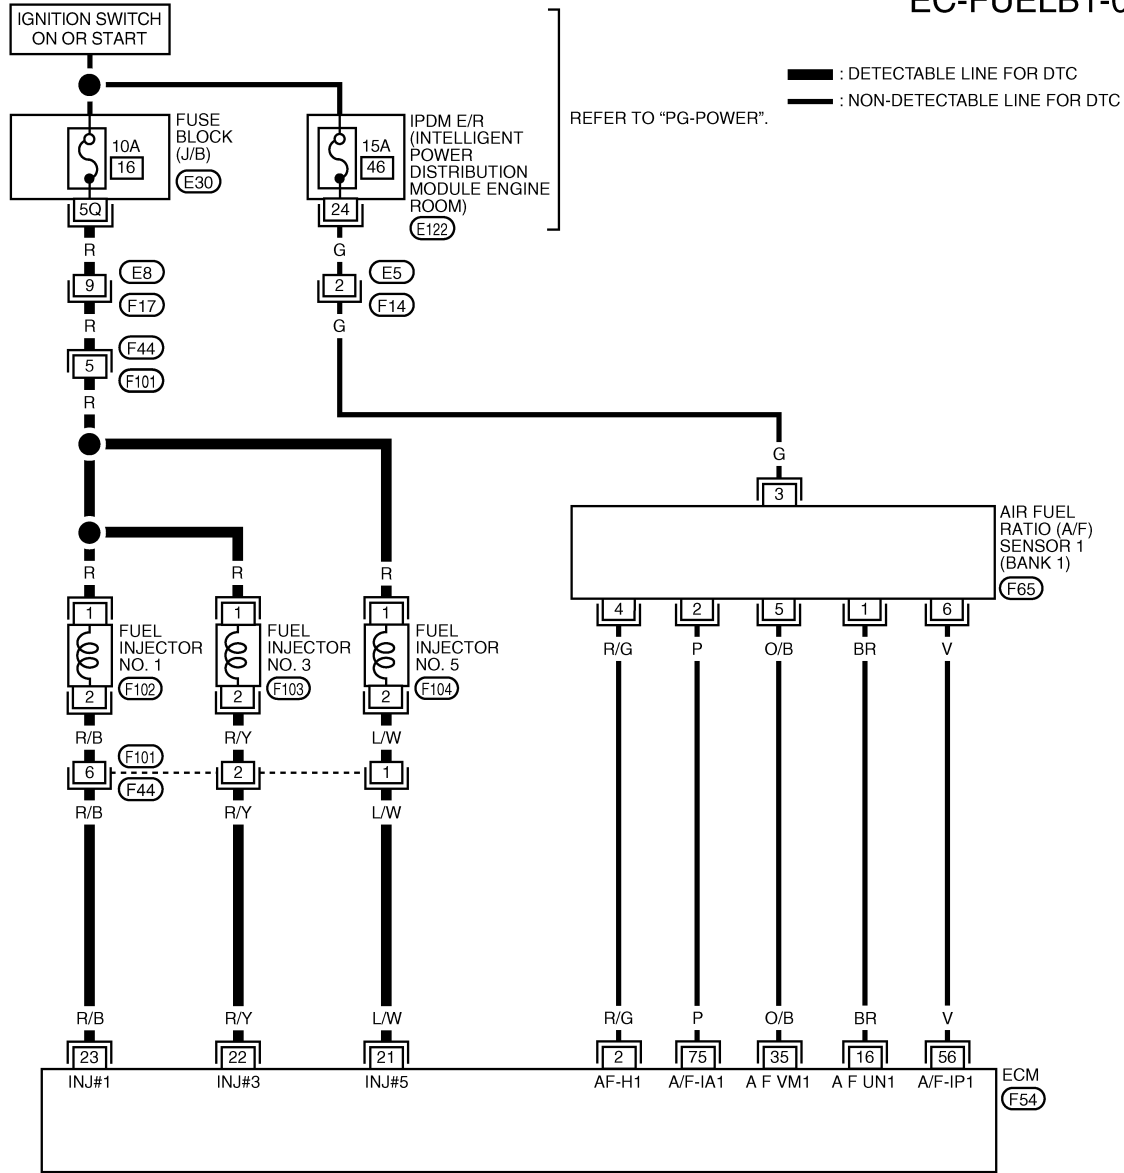 EC-FUELB1-0
IGNITION SWITCH
ON OR START
: DETECTABLE LINE FOR DTC
: NON-DETECTABLE LINE FOR DTC
REFER TO “PG-POWER”.
10A
16
FUSE
BLOCK
(J/B)
E30
15A
46
IPDM E/R
(INTELLIGENT
POWER
DISTRIBUTION
MODULE ENGINE
ROOM)
E122
5Q
24
R
G
9
E8
F17
2
E5
F14
R
G
5
F44
F101
R
G
3
AIR FUEL
RATIO (A/F)
SENSOR 1
(BANK 1)
F65
R
R
R
1
1
1
FUEL
INJECTOR
NO. 1
F102
FUEL
INJECTOR
NO. 3
F103
FUEL
INJECTOR
NO. 5
F104
2
2
2
4
2
5
1
6
R/G
P
O/B
BR
V
R/B
R/Y
L/W
F101
6
2
1
F44
R/B
R/Y
L/W
R/B
R/Y
L/W
R/G
P
O/B
BR
V
23
22
21
2
75
35
16
56
INJ#1
INJ#3
INJ#5
AF-H1
A/F-IA1
A F VM1
A F UN1
A/F-IP1
ECM
F54